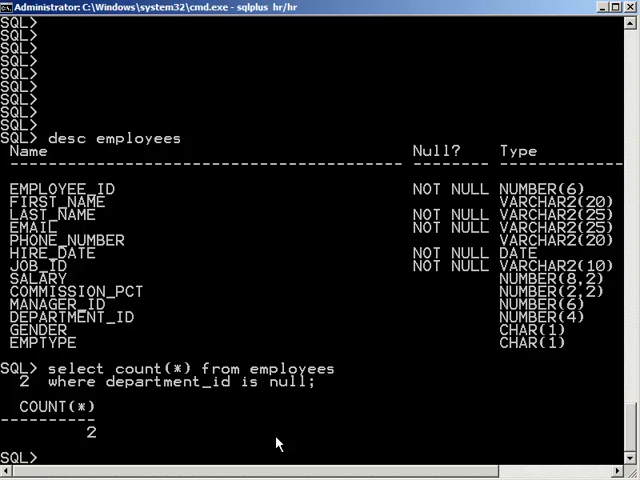 Administrator: C:\Windows\system32\cmd.exe - sqlplus hr/hr
SQL>
SQL>
SQL>
SQL>
SQL>
SQL>
SQL>
SQL>
SQL>
SQL> desc employees
Name Null? Type
----------------------------------------- -------- -------------
EMPLOYEE_ID NOT NULL NUMBER(6)
FIRST_NAME VARCHAR2(20)
LAST_NAME NOT NULL VARCHAR2(25)
EMAIL NOT NULL VARCHAR2(25)
PHONE_NUMBER VARCHAR2(20)
HIRE_DATE NOT NULL DATE
JOB_ID NOT NULL VARCHAR2(10)
SALARY NUMBER(8,2)
COMMISSION_PCT NUMBER(2,2)
MANAGER_ID NUMBER(6)
DEPARTMENT_ID NUMBER(4)
GENDER CHAR(1)
EMPTYPE CHAR(1)
SQL> select count(*) from employees
2 where department_id is null;
COUNT(*)
----------
2
SQL>